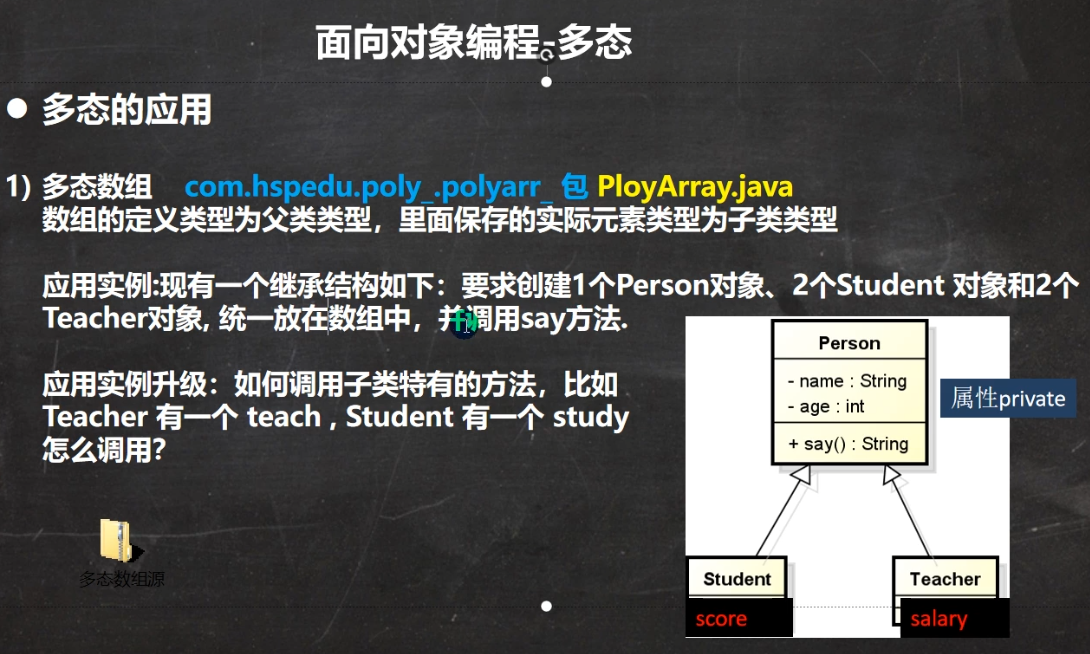 面向对象编程-多态
● 多态的应用
1) 多态数组 com.hspedu.poly_.polyarr_ 包 PloyArray.java
数组的定义类型为父类类型，里面保存的实际元素类型为子类类型
应用实例:现有一个继承结构如下：要求创建1个Person对象、2个Student 对象和2个
Teacher对象, 统一放在数组中，并调用say方法.
应用实例升级：如何调用子类特有的方法，比如
Teacher 有一个 teach , Student 有一个 study
怎么调用？
多态数组源
Person
- name : String
- age : int
+ say() : String
属性private
Student
score
Teacher
salary